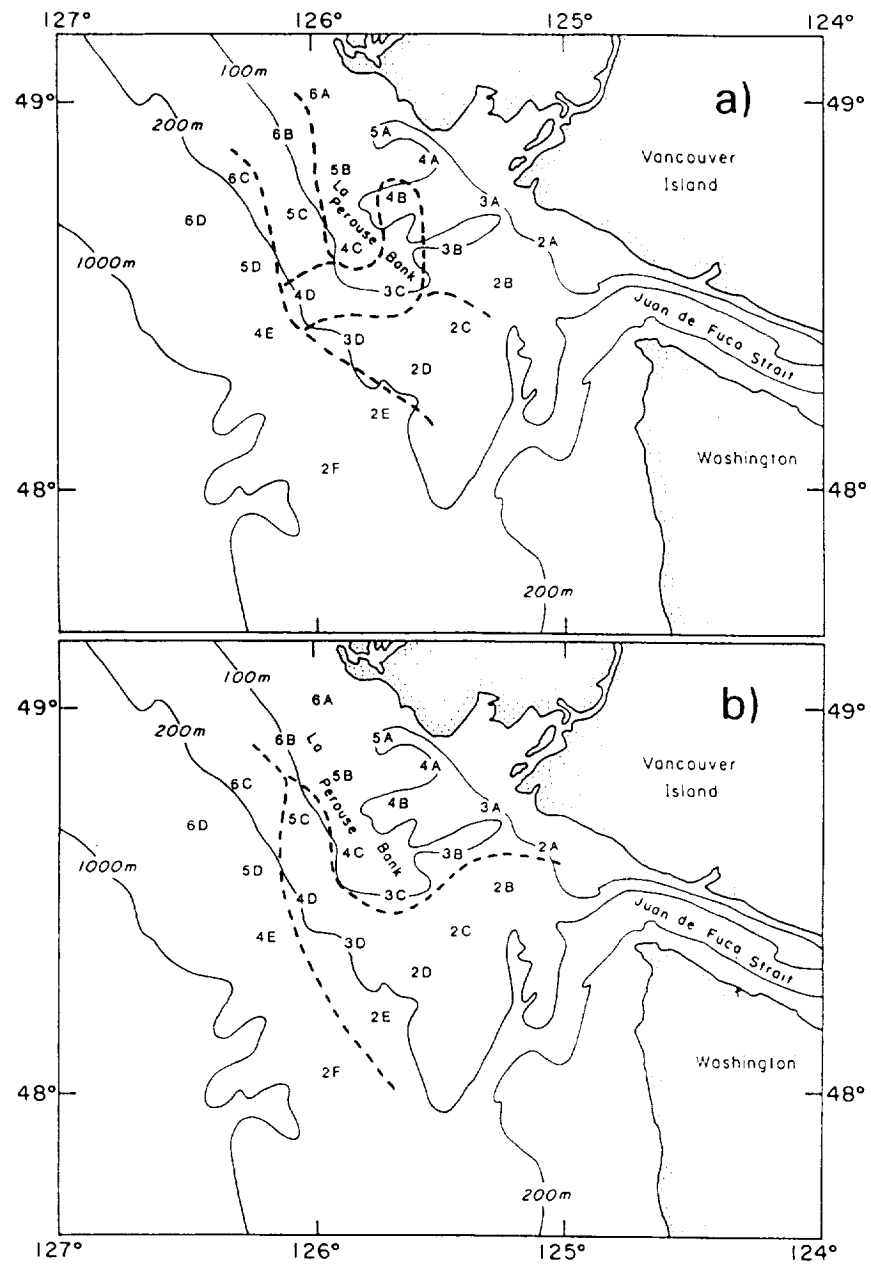 127° 126° 125° 124°
100m
6A
49°
a)
200m
6B
5A
Vancouver
Island
4A
5B
6C
La Perouse Bank
4B
3A
6D
5C
4C
3B
2A
1000m
5D
4D
3C
2B
Juan de Fuca Strait
4E
3D
2C
2D
2E
Washington
2F
48° 48°
200m
100m
6A
49° 49°
b)
200m
6B
5A
La Perouse Bank
4A
5B
Vancouver
Island
6C
4B
3A
6D
5C
4C
3B
2A
1000m
5D
4D
3C
2B
Juan de Fuca Strait
4E
3D
2C
2D
2E
2F
Washington
48° 48°
200m
127° 126° 125° 124°
49°